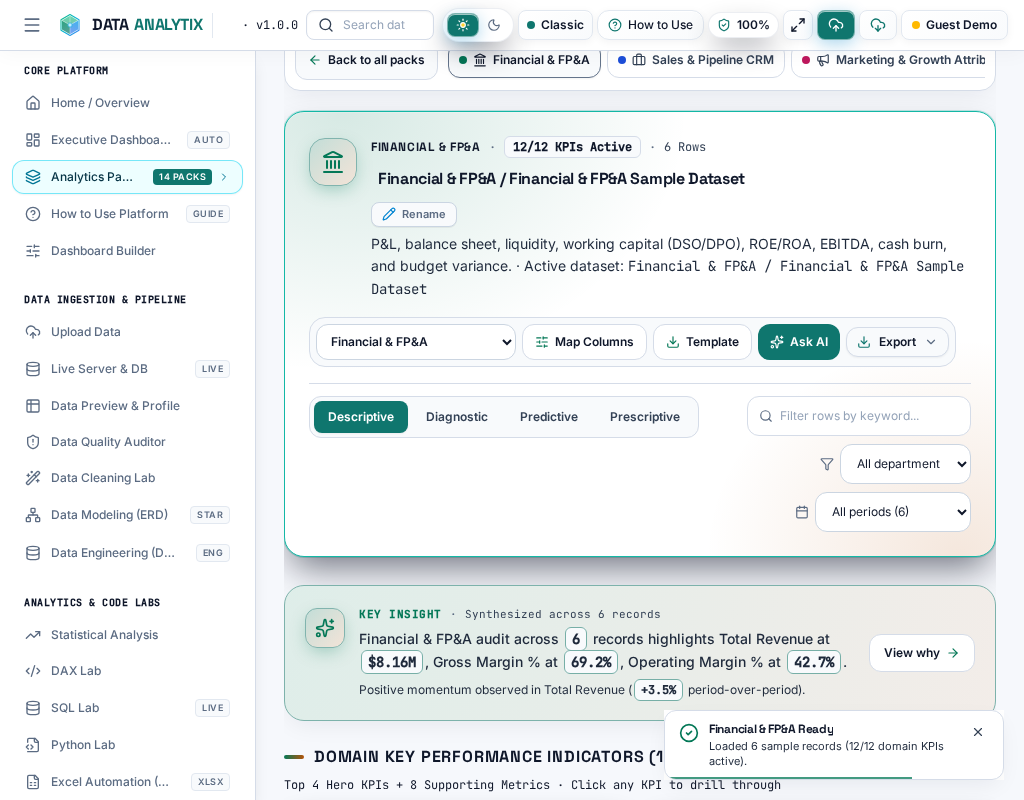 DATA ANALYTIX
· v1.0.0
Search dat
Classic
How to Use
100%
Guest Demo
CORE PLATFORM
Home / Overview
Executive Dashboa... AUTO
Analytics Pa... 14 PACKS
How to Use Platform GUIDE
Dashboard Builder
DATA INGESTION & PIPELINE
Upload Data
Live Server & DB LIVE
Data Preview & Profile
Data Quality Auditor
Data Cleaning Lab
Data Modeling (ERD) STAR
Data Engineering (D... ENG
ANALYTICS & CODE LABS
Statistical Analysis
DAX Lab
SQL Lab LIVE
Python Lab
Excel Automation (... XLSX
Back to all packs
Financial & FP&A
Sales & Pipeline CRM
Marketing & Growth Attrib
FINANCIAL & FP&A · 12/12 KPIs Active · 6 Rows
Financial & FP&A / Financial & FP&A Sample Dataset
Rename
P&L, balance sheet, liquidity, working capital (DSO/DPO), ROE/ROA, EBITDA, cash burn,
and budget variance. · Active dataset: Financial & FP&A / Financial & FP&A Sample
Dataset
Financial & FP&A
Map Columns
Template
Ask AI
Export
Descriptive
Diagnostic
Predictive
Prescriptive
Filter rows by keyword...
All department
All periods (6)
KEY INSIGHT · Synthesized across 6 records
Financial & FP&A audit across 6 records highlights Total Revenue at
$8.16M, Gross Margin % at 69.2%, Operating Margin % at 42.7%.
Positive momentum observed in Total Revenue (+3.5% period-over-period).
View why
Financial & FP&A Ready
Loaded 6 sample records (12/12 domain KPIs
active).
DOMAIN KEY PERFORMANCE INDICATORS (1
Top 4 Hero KPIs + 8 Supporting Metrics · Click any KPI to drill through